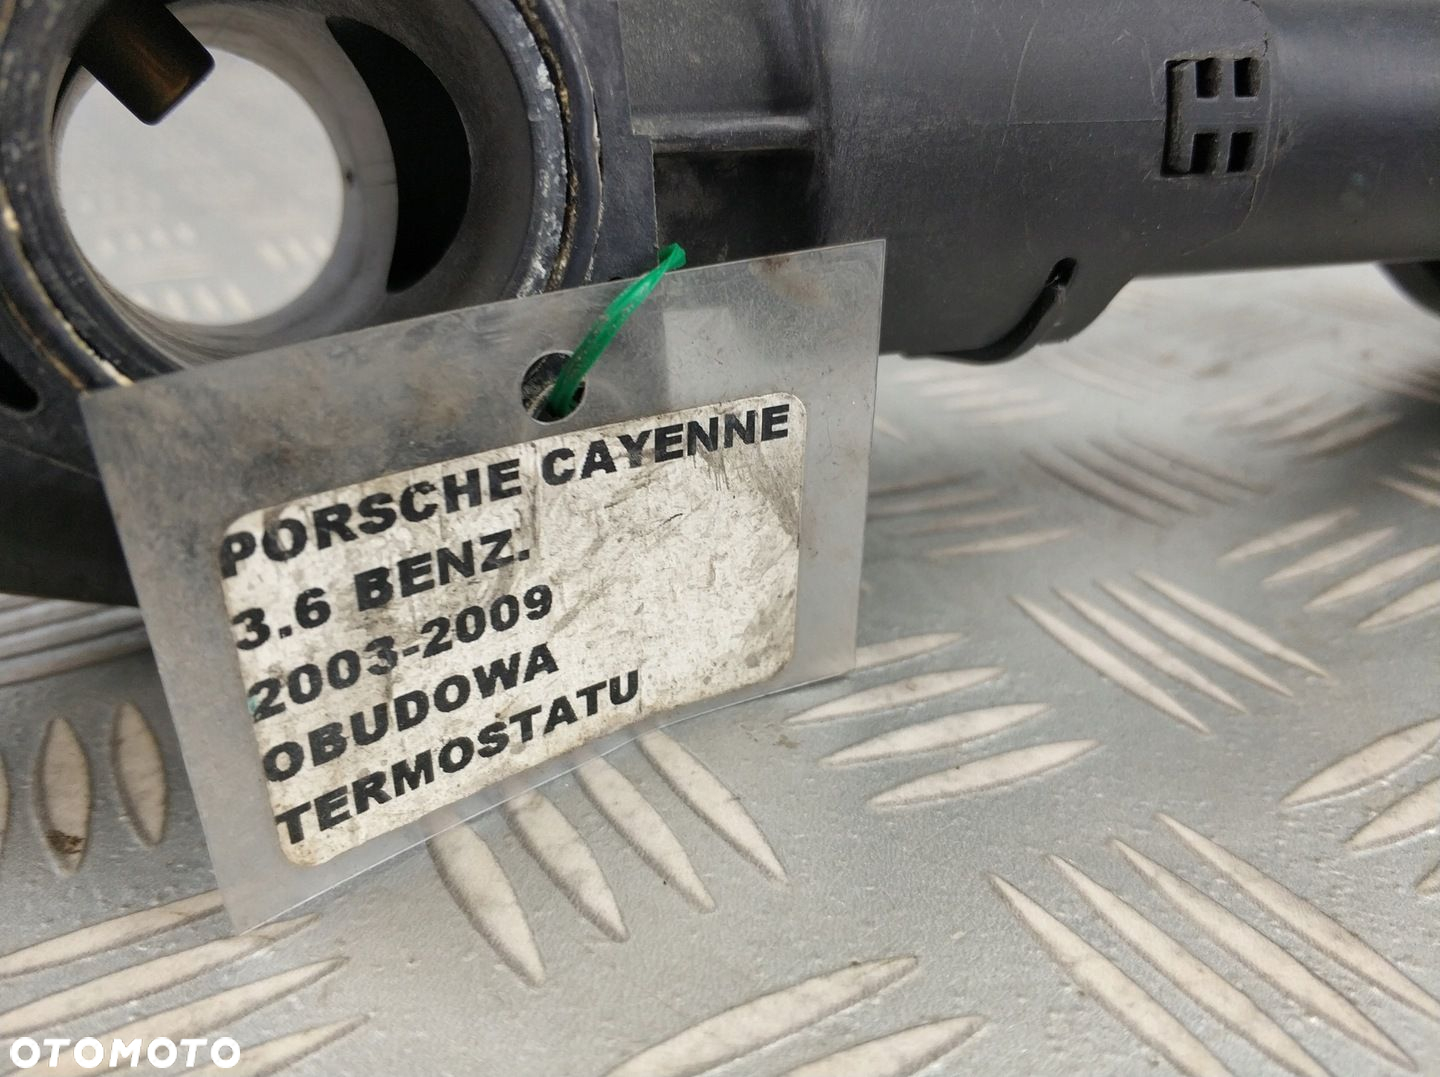 PORSCHE CAYENNE
3.6 BENZ.
2003-2009
OBUDOWA
TERMOSTATU
OTOMOTO